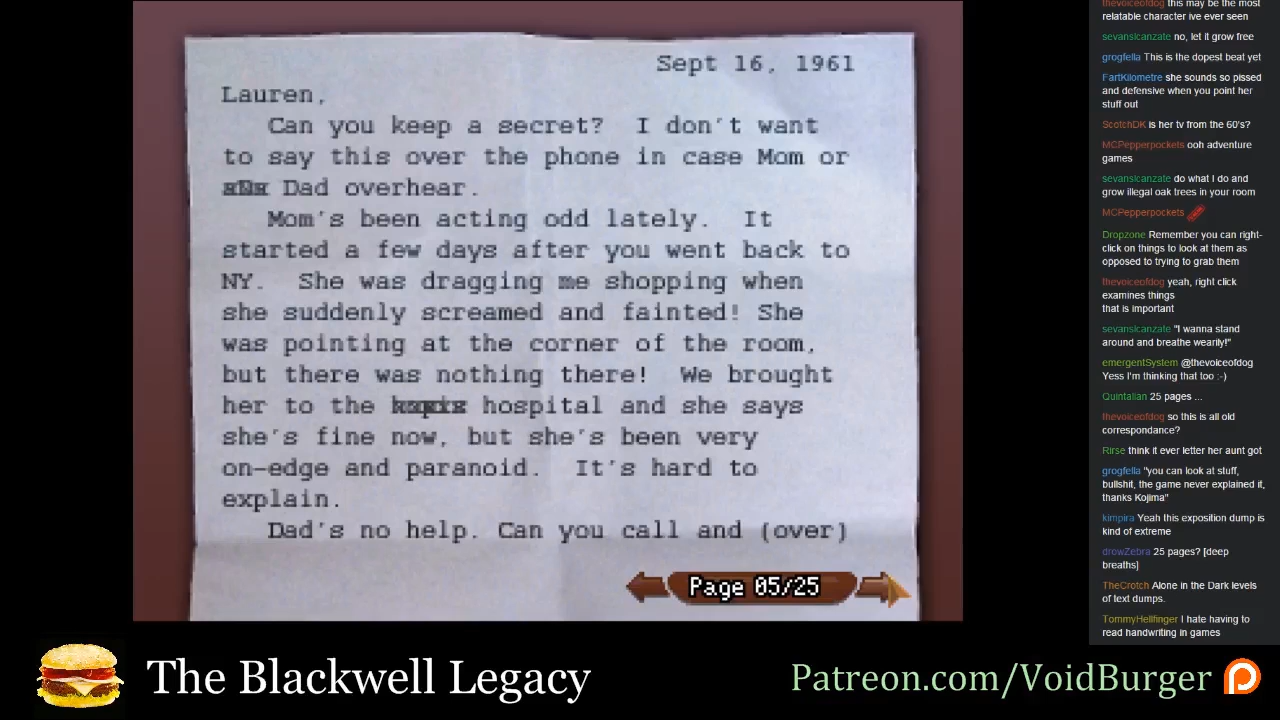 Sept 16, 1961
Lauren,
Can you keep a secret? I don't want
to say this over the phone in case Mom or
Dad overhear.
Mom's been acting odd lately. It
started a few days after you went back to
NY. She was dragging me shopping when
she suddenly screamed and fainted! She
was pointing at the corner of the room,
but there was nothing there! We brought
her to the hospital and she says
she's fine now, but she's been very
on-edge and paranoid. It's hard to
explain.
Dad's no help. Can you call and (over)
Page 05/25
thevoiceofdog this may be the most
relatable character ive ever seen
sevanslcanzate no, let it grow free
grogfella This is the dopest beat yet
FartKilometre she sounds so pissed
and defensive when you point her
stuff out
ScotchDK is her tv from the 60's?
MCPepperpockets ooh adventure
games
sevanslcanzate do what I do and
grow illegal oak trees in your room
MCPepperpockets
Dropzone Remember you can right-
click on things to look at them as
opposed to trying to grab them
thevoiceofdog yeah, right click
examines things
that is important
sevanslcanzate "I wanna stand
around and breathe wearily!"
emergentSystem @thevoiceofdog
Yess I'm thinking that too :-)
Quintalian 25 pages ...
thevoiceofdog so this is all old
correspondance?
Rirse think it ever letter her aunt got
grogfella "you can look at stuff,
bullshit, the game never explained it,
thanks Kojima"
kimpira Yeah this exposition dump is
kind of extreme
drowZebra 25 pages? [deep
breaths]
TheCrotch Alone in the Dark levels
of text dumps.
TommyHellfinger I hate having to
read handwriting in games
The Blackwell Legacy
Patreon.com/VoidBurger